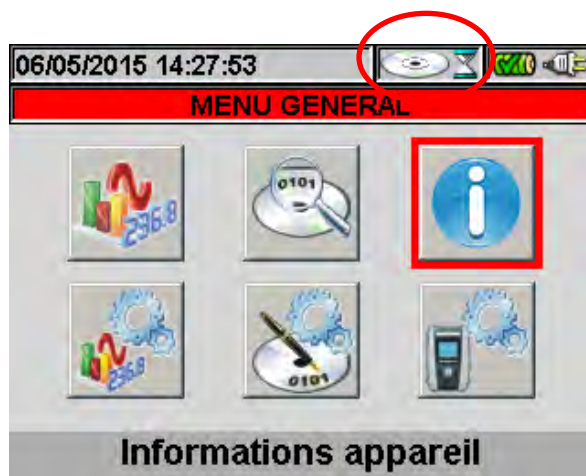 06/05/2015 14:27:53
MENU GENERAL
236.8
0101
236.8
0101
Informations appareil